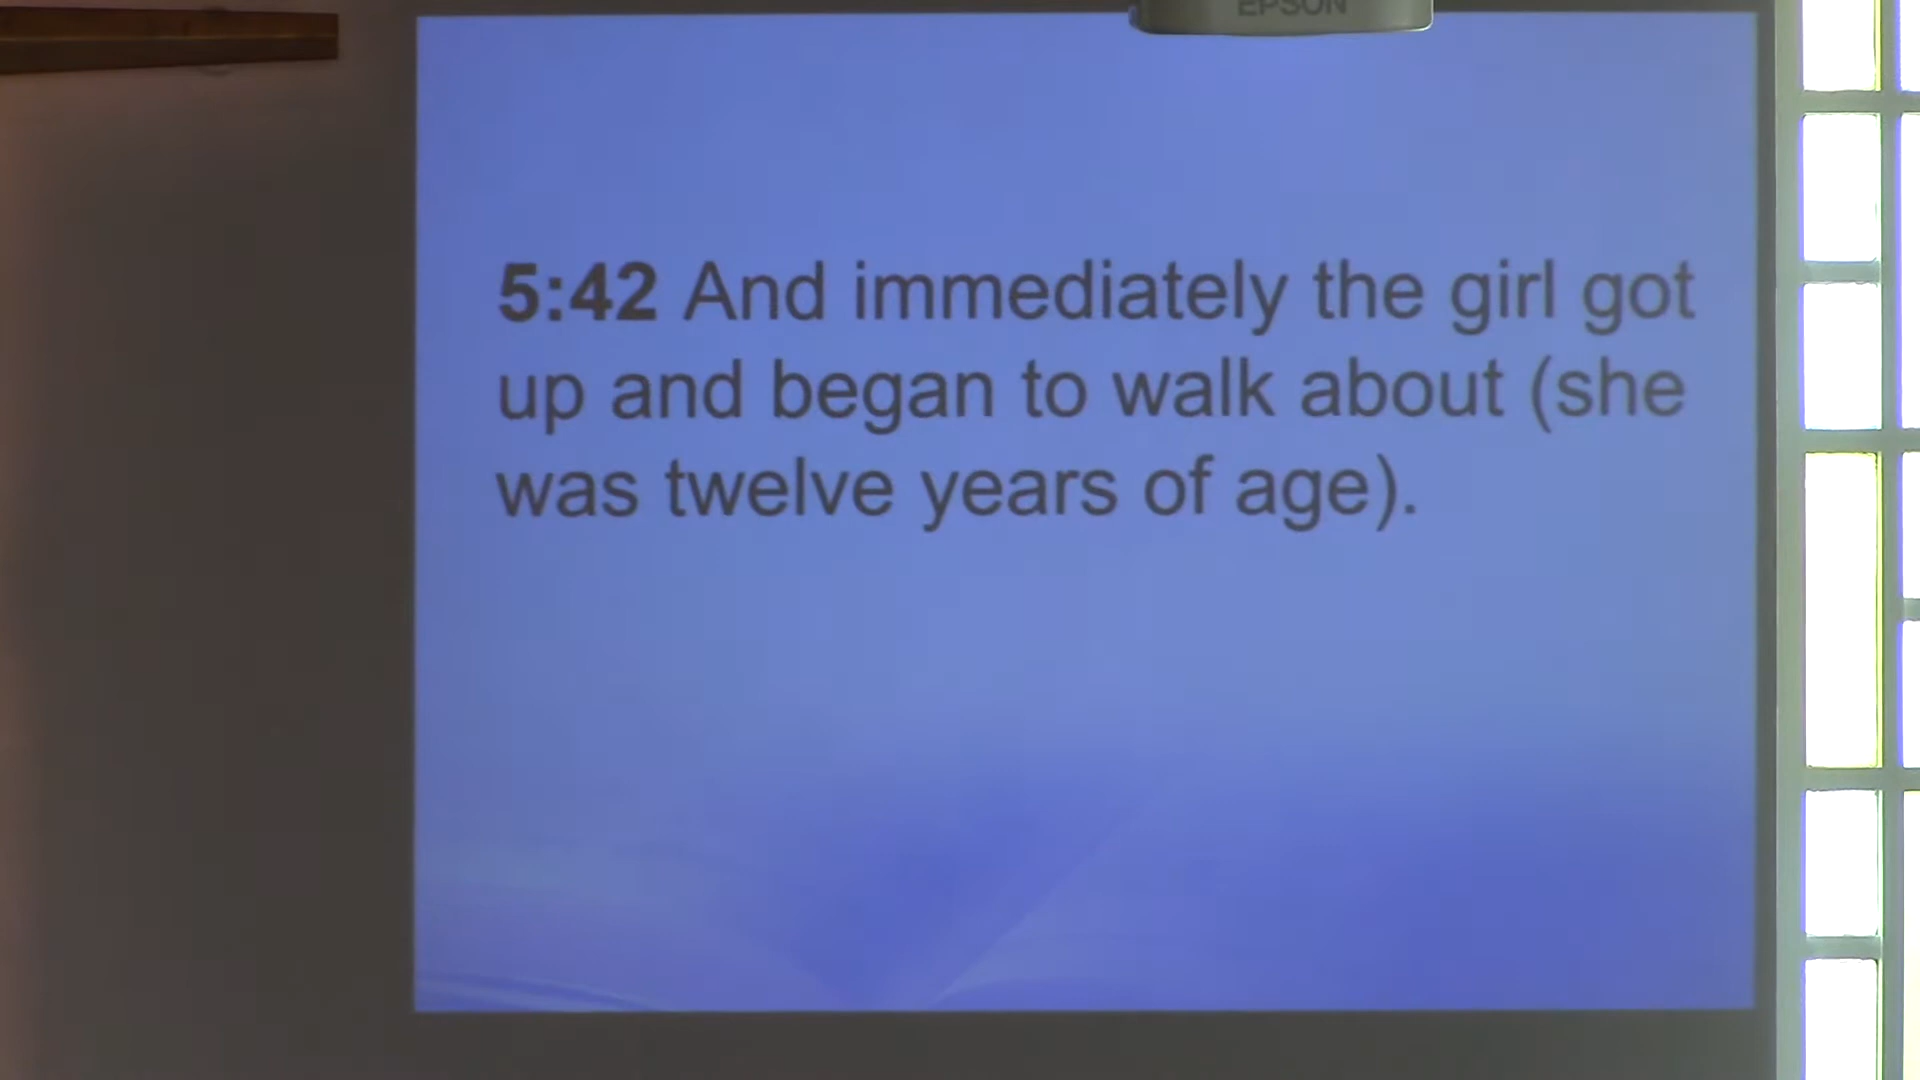 EPSON
5:42 And immediately the girl got
up and began to walk about (she
was twelve years of age).